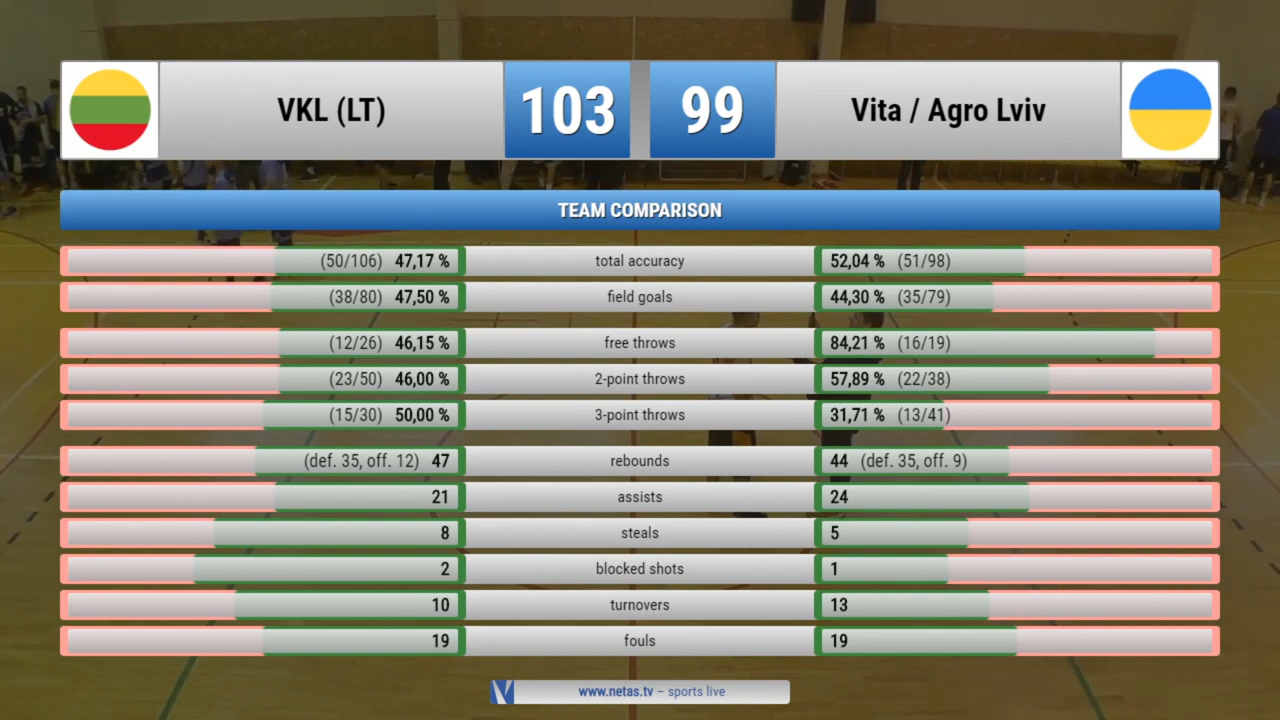 VKL (LT) 103 99 Vita / Agro Lviv
TEAM COMPARISON
(50/106) 47,17 % total accuracy 52,04 % (51/98)
(38/80) 47,50 % field goals 44,30 % (35/79)
(12/26) 46,15 % free throws 84,21 % (16/19)
(23/50) 46,00 % 2-point throws 57,89 % (22/38)
(15/30) 50,00 % 3-point throws 31,71 % (13/41)
(def. 35, off. 12) 47 rebounds 44 (def. 35, off. 9)
21 assists 24
8 steals 5
2 blocked shots 1
10 turnovers 13
19 fouls 19
www.netas.tv – sports live